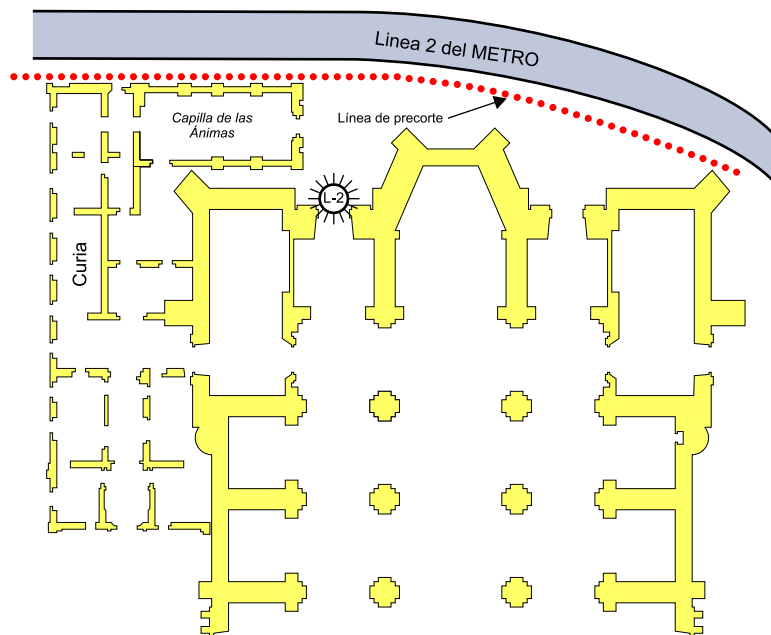 Linea 2 del METRO
Línea de precorte
Capilla de las
Ánimas
L-2
Curia